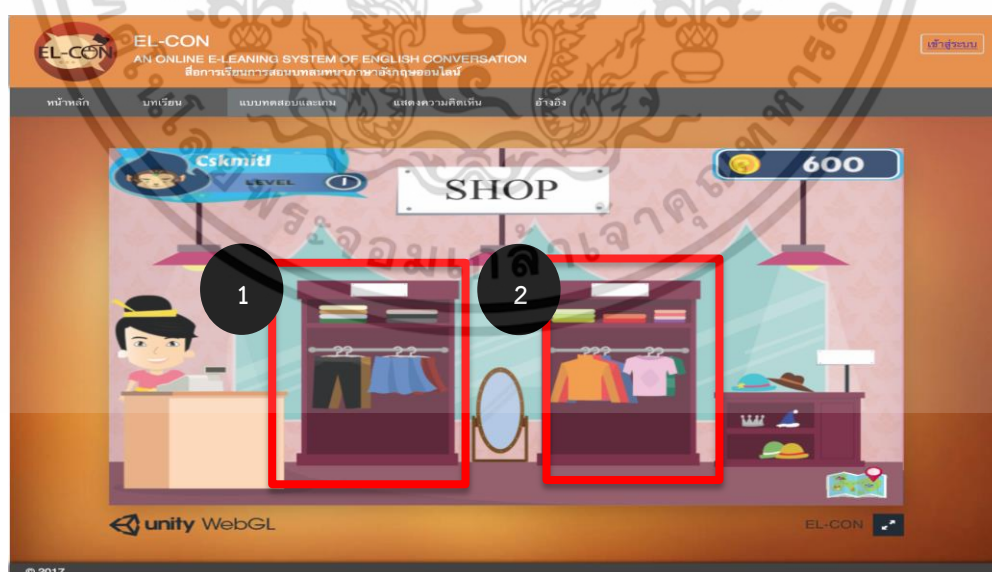 EL-CON
EL-CON
AN ONLINE E-LEANING SYSTEM OF ENGLISH CONVERSATION
สื่อการเรียนการสอนบทสนทนาภาษาอังกฤษออนไลน์
เข้าสู่ระบบ
หน้าหลัก บทเรียน แบบทดสอบและเกม แสดงความคิดเห็น อ้างอิง
Cskmitl
LEVEL 1
SHOP
600
1
2
unity WebGL
EL-CON
© 2017